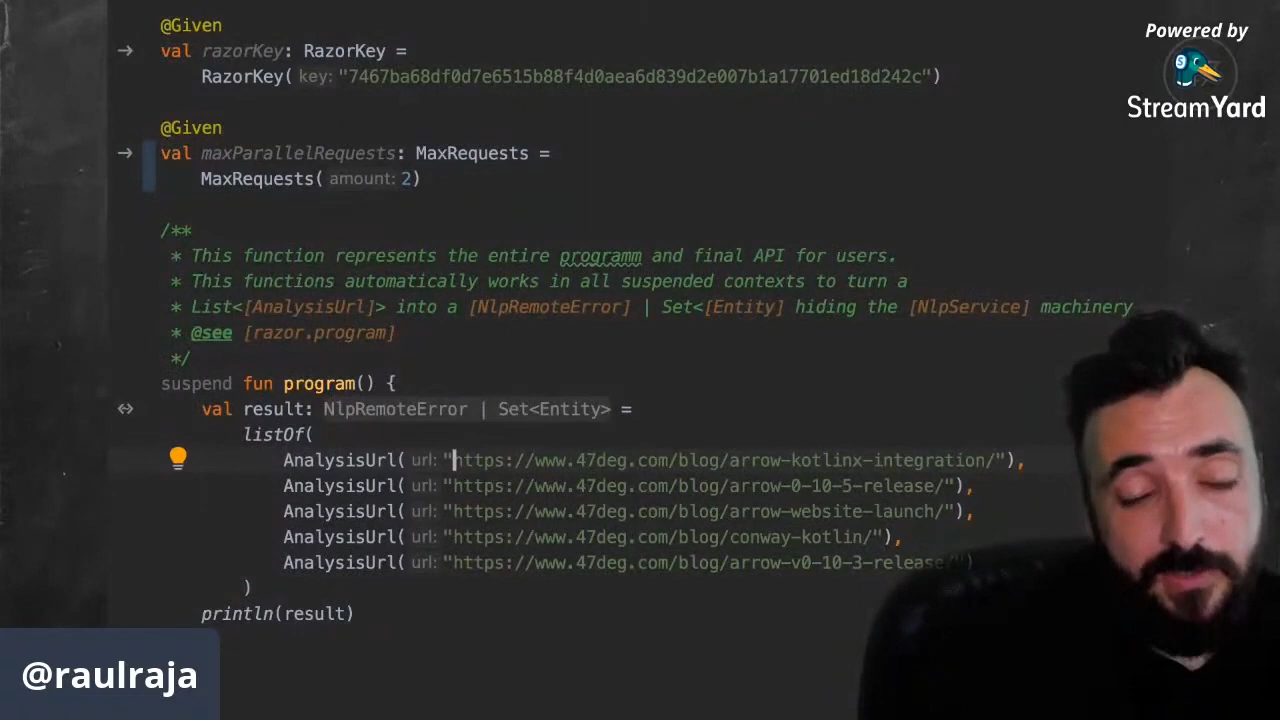 @Given
val razorKey: RazorKey =
RazorKey( key: "7467ba68df0d7e6515b88f4d0aea6d839d2e007b1a17701ed18d242c")
@Given
val maxParallelRequests: MaxRequests =
MaxRequests( amount: 2)
/**
* This function represents the entire programm and final API for users.
* This functions automatically works in all suspended contexts to turn a
* List<[AnalysisUrl]> into a [NlpRemoteError] | Set<[Entity] hiding the [NlpService] machinery
* @see [razor.program]
*/
suspend fun program() {
val result: NlpRemoteError | Set<Entity> =
listOf(
AnalysisUrl( url: "https://www.47deg.com/blog/arrow-kotlinx-integration/"),
AnalysisUrl( url: "https://www.47deg.com/blog/arrow-0-10-5-release/"),
AnalysisUrl( url: "https://www.47deg.com/blog/arrow-website-launch/"),
AnalysisUrl( url: "https://www.47deg.com/blog/conway-kotlin/"),
AnalysisUrl( url: "https://www.47deg.com/blog/arrow-v0-10-3-release/")
)
println(result)
Powered by
StreamYard
@raulraja